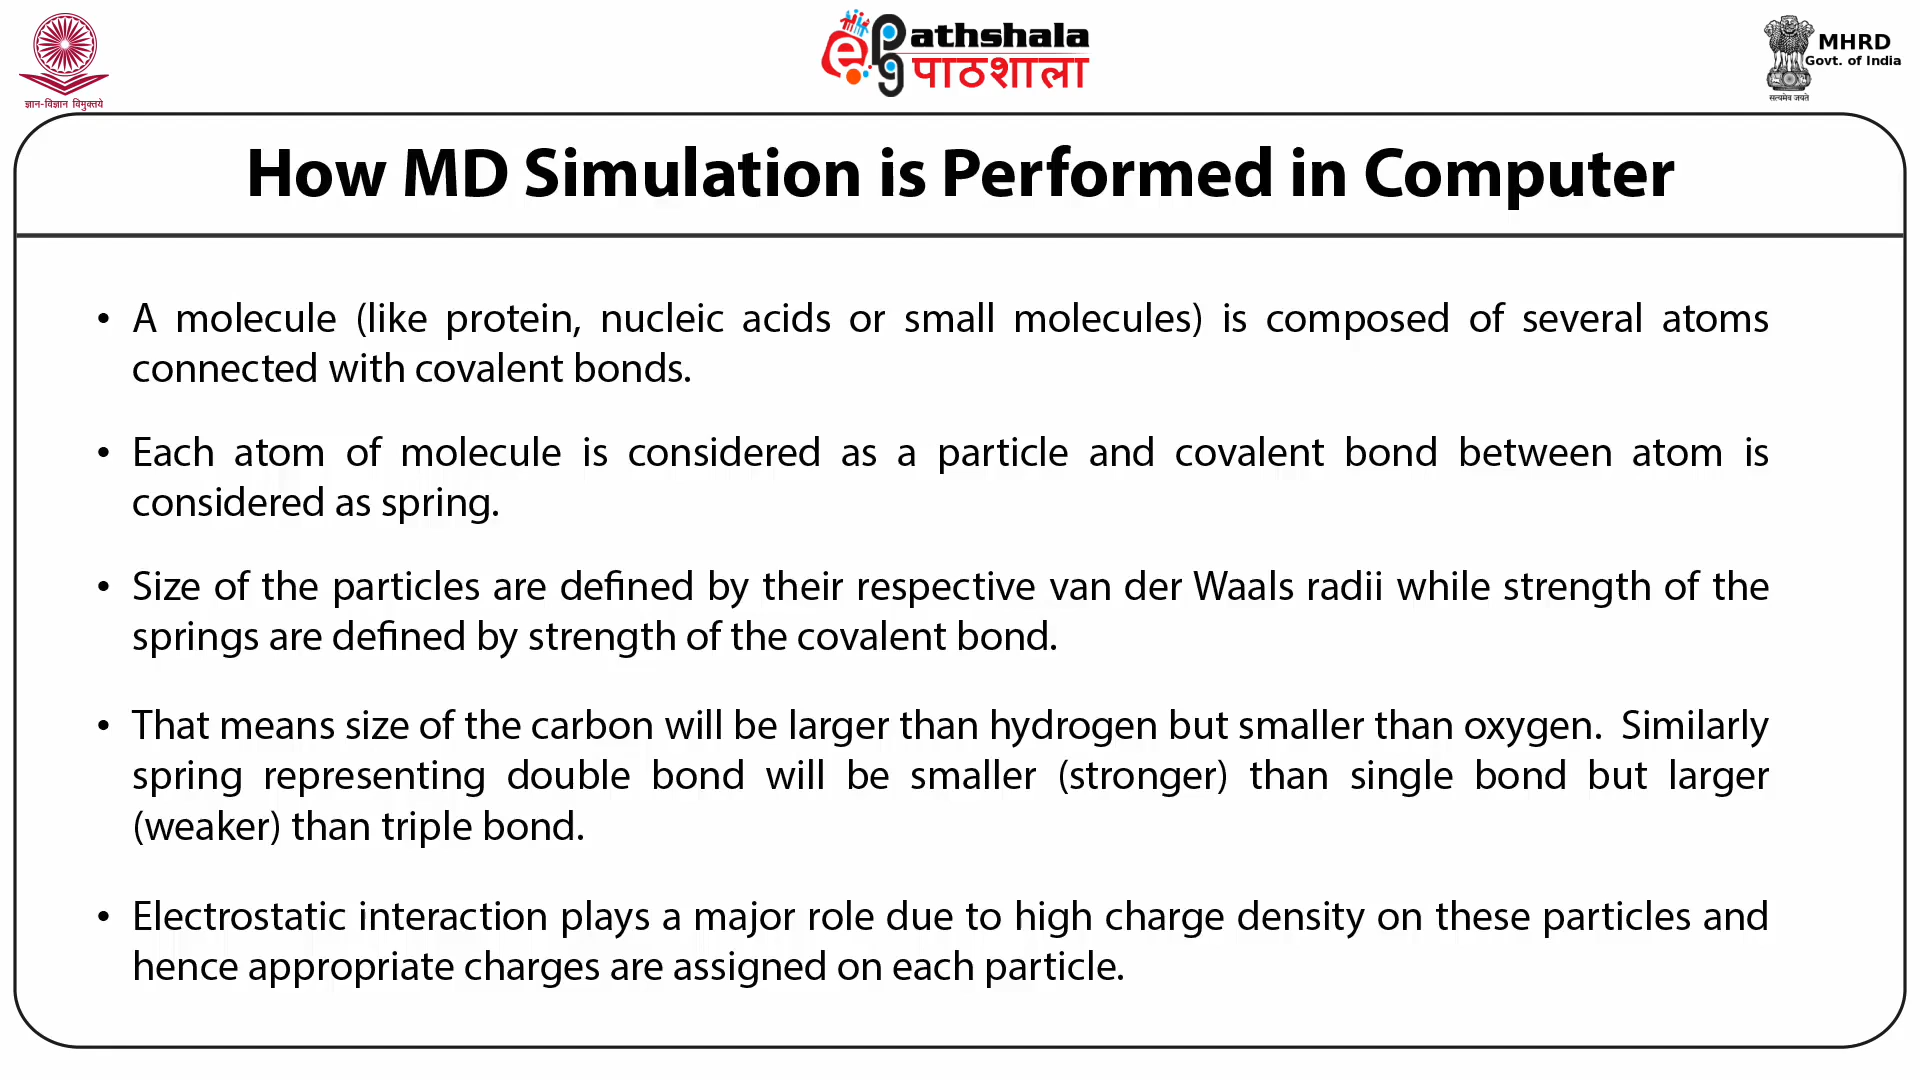 ज्ञान-विज्ञान विमुक्तये
e Pathshala
पाठशाला
MHRD
Govt. of India
सत्यमेव जयते
How MD Simulation is Performed in Computer
• A molecule (like protein, nucleic acids or small molecules) is composed of several atoms
connected with covalent bonds.
• Each atom of molecule is considered as a particle and covalent bond between atom is
considered as spring.
• Size of the particles are defined by their respective van der Waals radii while strength of the
springs are defined by strength of the covalent bond.
• That means size of the carbon will be larger than hydrogen but smaller than oxygen.  Similarly
spring representing double bond will be smaller (stronger) than single bond but larger
(weaker) than triple bond.
• Electrostatic interaction plays a major role due to high charge density on these particles and
hence appropriate charges are assigned on each particle.